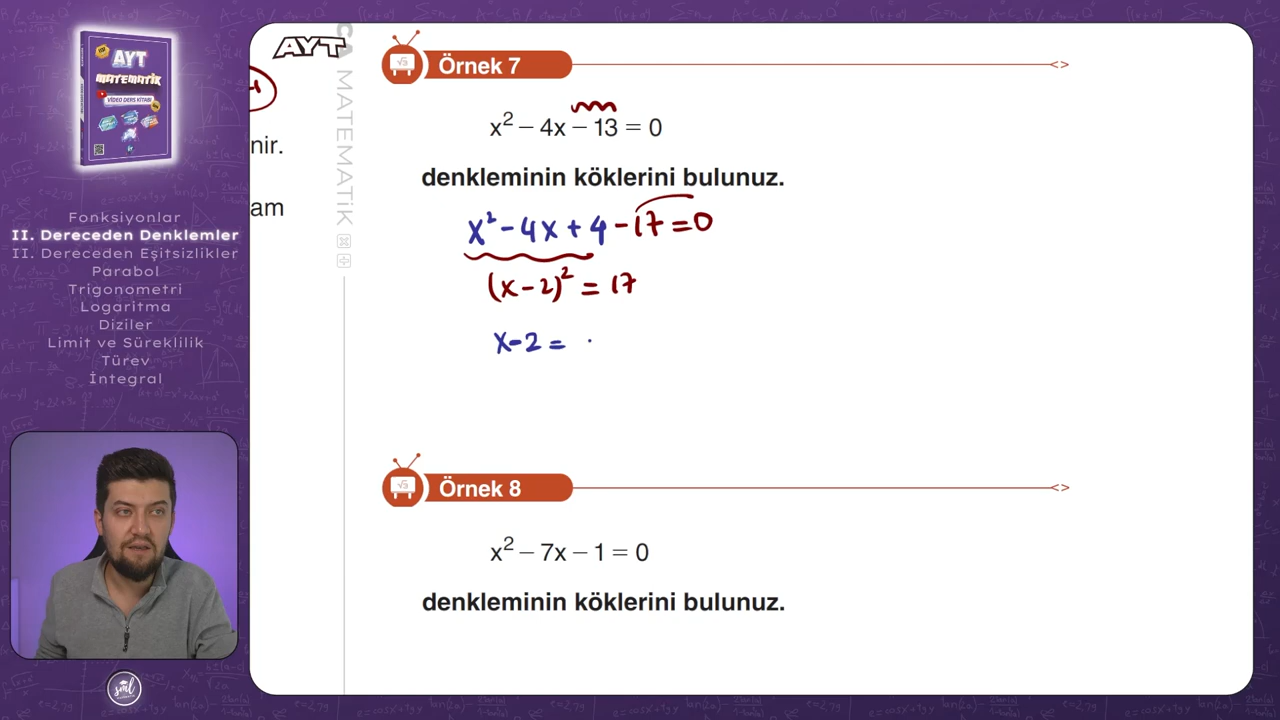 AYT
MATEMATİK
VİDEO DERS KİTABI
Fonksiyonlar
II. Dereceden Denklemler
II. Dereceden Eşitsizlikler
Parabol
Trigonometri
Logaritma
Diziler
Limit ve Süreklilik
Türev
İntegral
sml
nir.
am
AYT
CA MATEMATİK
Örnek 7
x² – 4x – 13 = 0
denkleminin köklerini bulunuz.
x² - 4x + 4 - 17 = 0
(x - 2)² = 17
x - 2 =
Örnek 8
x² – 7x – 1 = 0
denkleminin köklerini bulunuz.